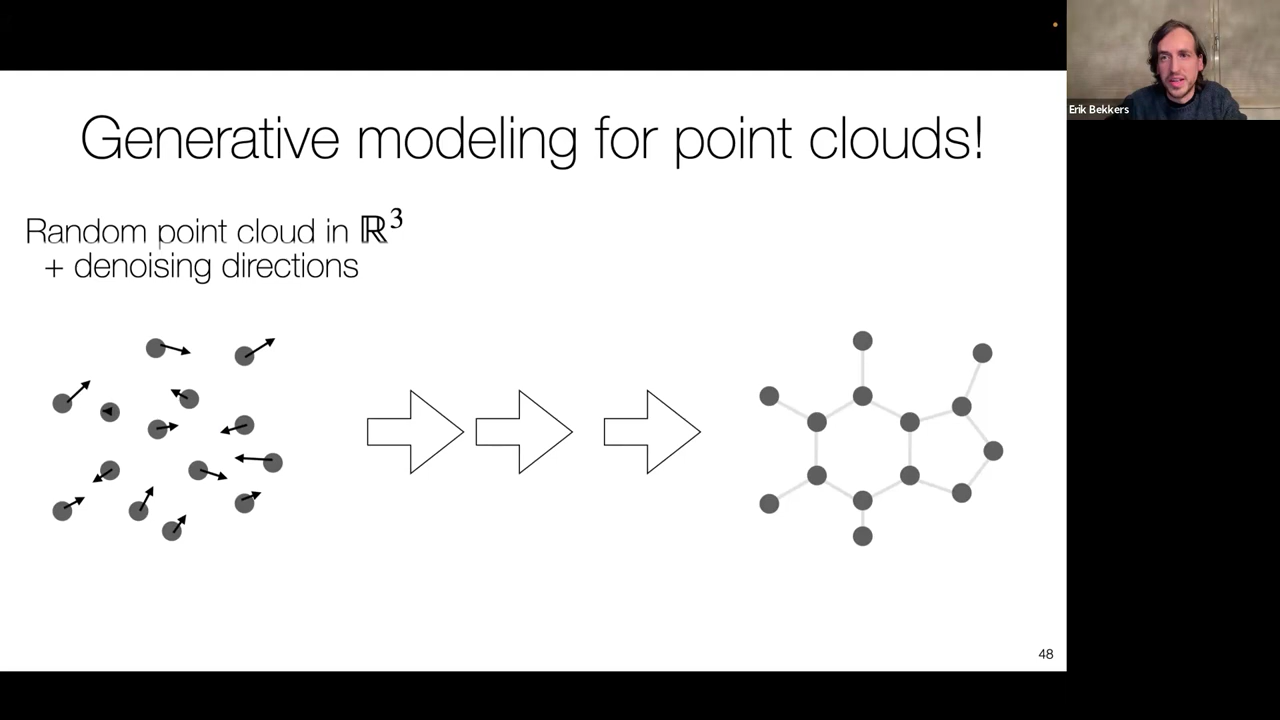 Generative modeling for point clouds!
Random point cloud in ℝ³
+ denoising directions
48
Erik Bekkers